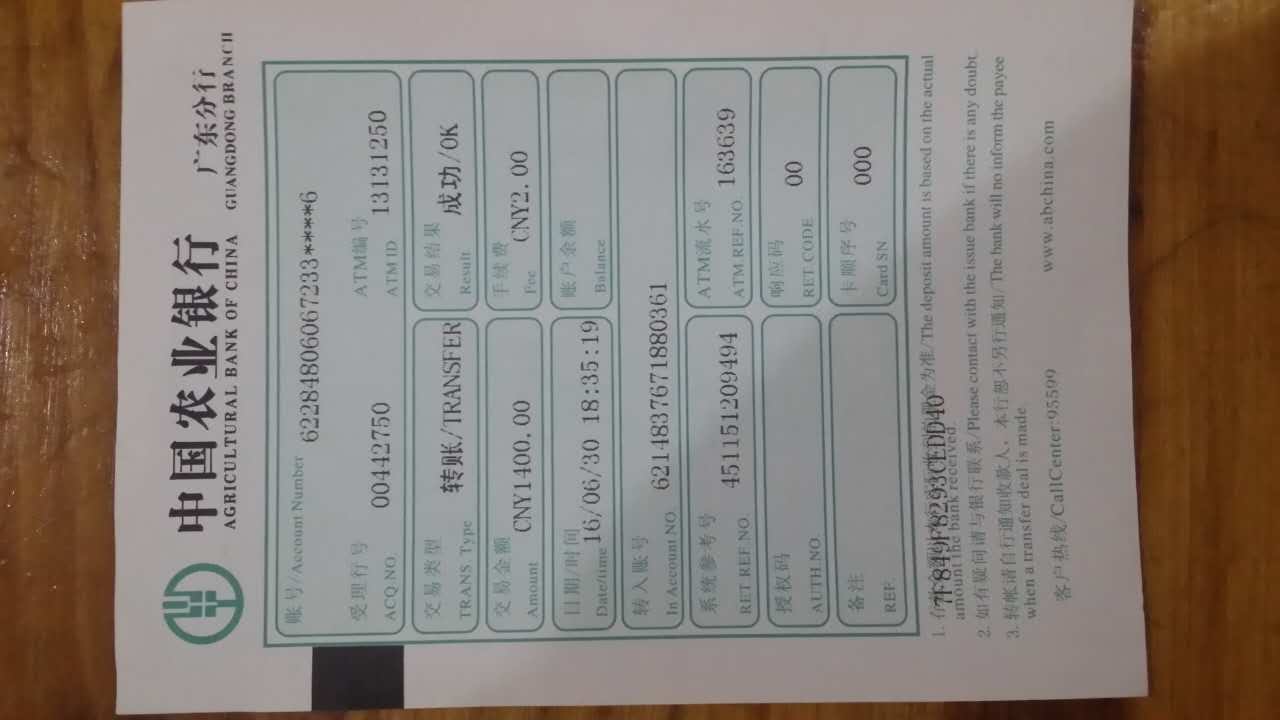 中国农业银行 广东分行
AGRICULTURAL BANK OF CHINA GUANGDONG BRANCH
账号/Account Number 622848060606723 3****6
受理行号 00442750 ATM编号 13131250
ACQ.NO. ATM ID
交易类型 转账/TRANSFER 交易结果 成功/OK
TRANS Type Result
交易金额 CNY1400.00 手续费 CNY2.00
Amount Fee
日期/时间 16/06/30 18:35:19 账户余额
Date/time Balance
转入账号 6214837671880361
In Account NO.
系统参考号 451151209494 ATM流水号 163639
RET.REF.NO. ATM.REF.NO.
授权码 响应码 00
AUTH.NO. RET.CODE
备注 卡顺序号 000
REF. Card SN
7F849F8293CEDD40
1. 金为准/The deposit amount is based on the actual
amount the bank received.
2. 如有疑问请与银行联系/Please contact with the issue bank if there is any doubt.
3. 转帐请自行通知收款人，本行恕不另行通知/The bank will no inform the payee
when a transfer deal is made.
客户热线/CallCenter:95599 www.abchina.com